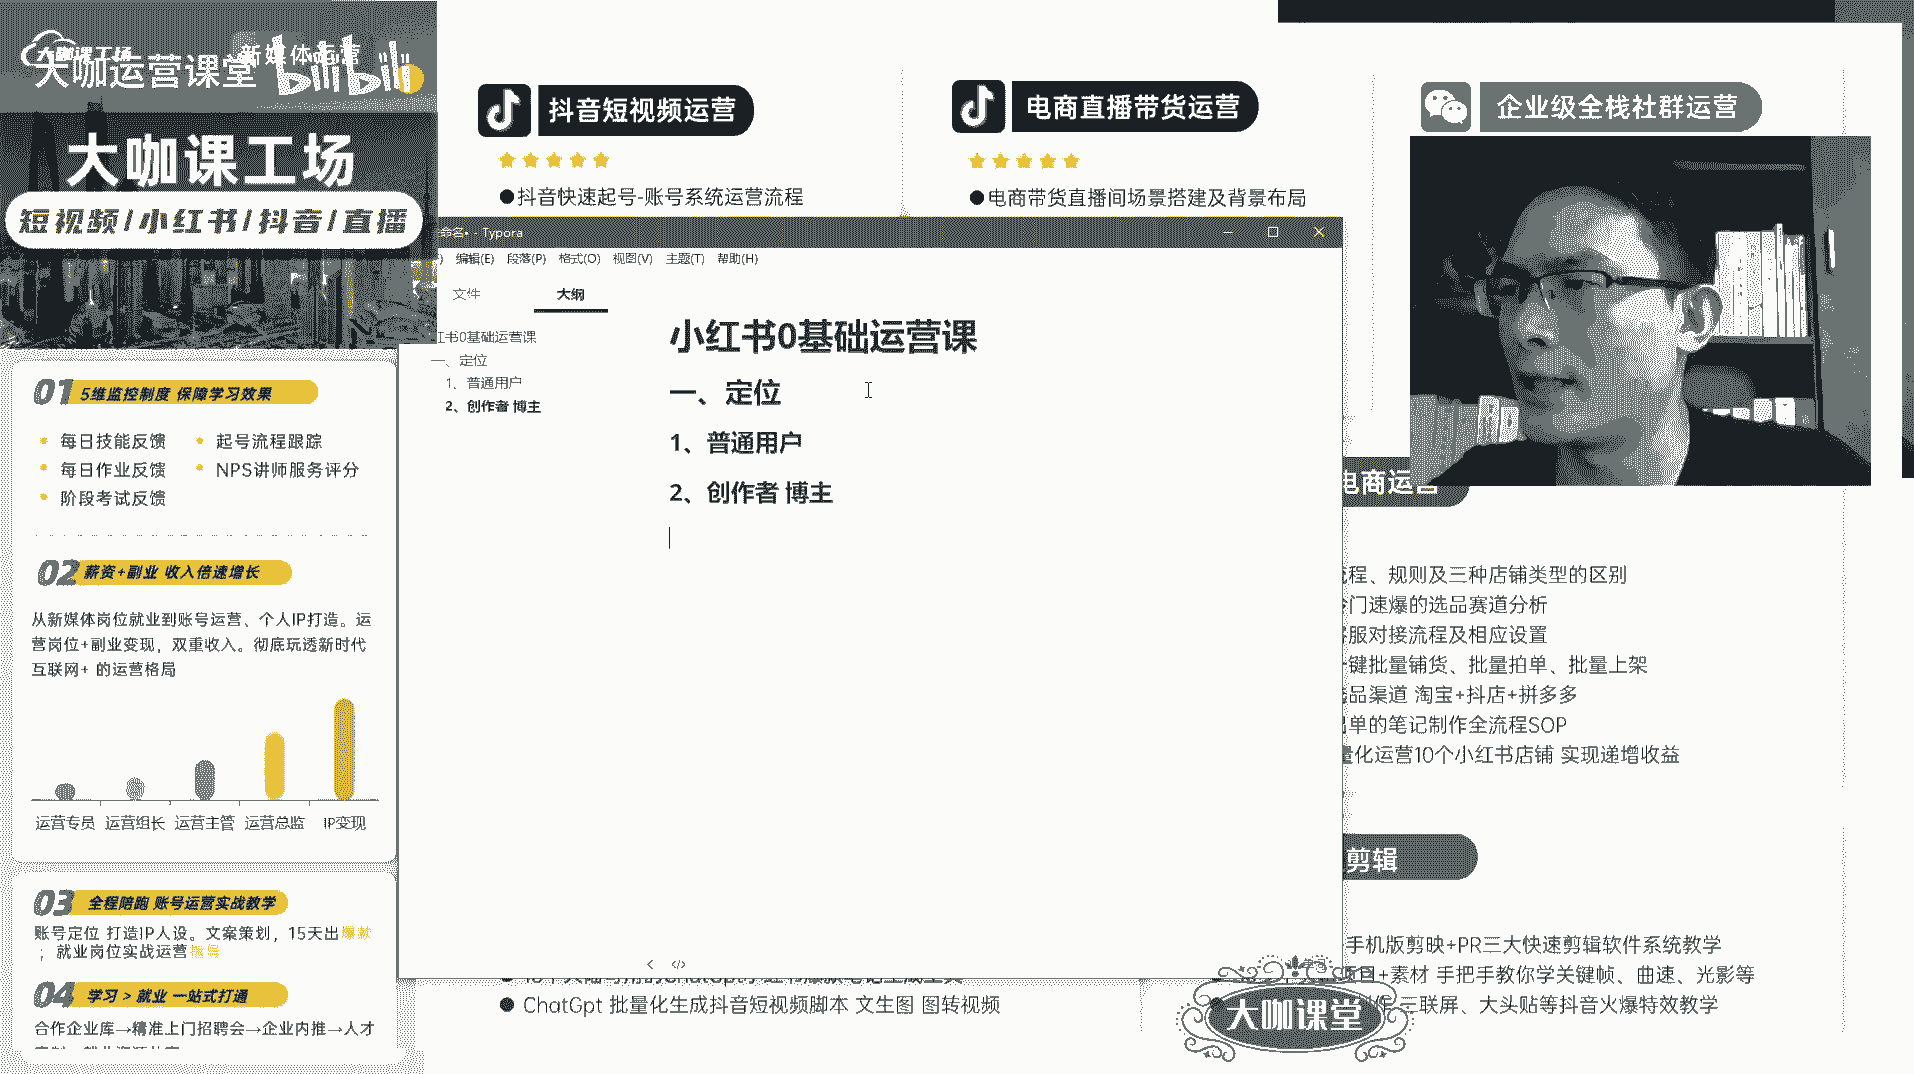 大咖课工场
新媒体运营
大咖运营课堂
bilibili
大咖课工场
短视频/小红书/抖音/直播
01 5维监控制度 保障学习效果
每日技能反馈
起号流程跟踪
每日作业反馈
NPS讲师服务评分
阶段考试反馈
02 薪资+副业 收入倍速增长
从新媒体岗位就业到账号运营、个人IP打造。运
营岗位+副业变现，双重收入。彻底玩透新时代
互联网+ 的运营格局
运营专员 运营组长 运营主管 运营总监 IP变现
03 全程陪跑 账号运营实战教学
账号定位 打造IP人设。文案策划，15天出爆款
；就业岗位实战运营指导
04 学习 > 就业 一站式打通
合作企业库→精准上门招聘会→企业内推→人才
抖音短视频运营
●抖音快速起号-账号系统运营流程
电商直播带货运营
●电商带货直播间场景搭建及背景布局
企业级全栈社群运营
命名• - Typora
编辑(E) 段落(P) 格式(O) 视图(V) 主题(T) 帮助(H)
文件
大纲
红书0基础运营课
一、定位
1、普通用户
2、创作者 博主
小红书0基础运营课
一、定位
1、普通用户
2、创作者 博主
电商运营
流程、规则及三种店铺类型的区别
冷门速爆的选品赛道分析
客服对接流程及相应设置
一键批量铺货、批量拍单、批量上架
选品渠道 淘宝+抖店+拼多多
出单的笔记制作全流程SOP
量化运营10个小红书店铺 实现递增收益
剪辑
手机版剪映+PR三大快速剪辑软件系统教学
项目+素材 手把手教你学关键帧、曲速、光影等
三联屏、大头贴等抖音火爆特效教学
● ChatGpt 批量化生成抖音短视频脚本 文生图 图转视频
大咖课堂